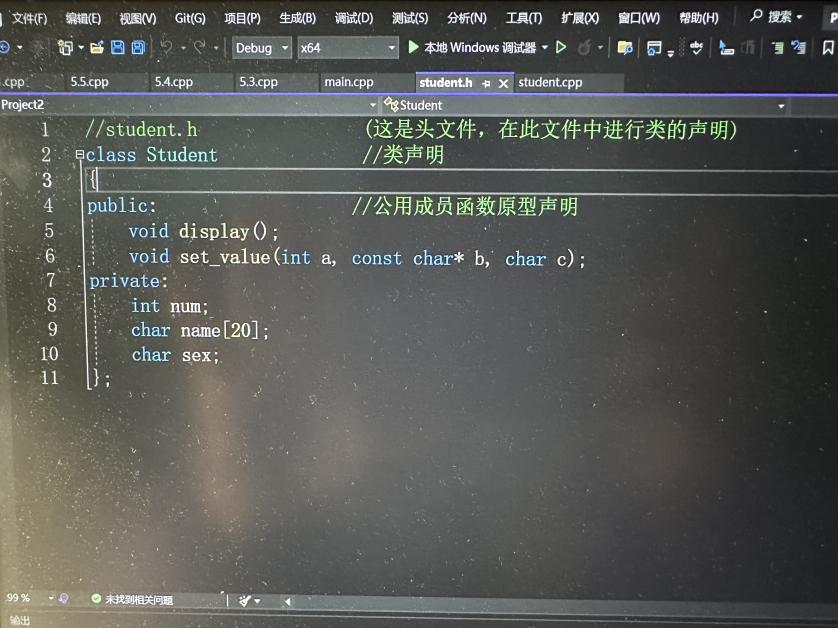 文件(F) 编辑(E) 视图(V) Git(G) 项目(P) 生成(B) 调试(D) 测试(S) 分析(N) 工具(T) 扩展(X) 窗口(W) 帮助(H) 搜索
Debug x64 本地 Windows 调试器
.cpp 5.5.cpp 5.4.cpp 5.3.cpp main.cpp student.h student.cpp
Project2 Student
1 //student.h (这是头文件，在此文件中进行类的声明)
2 class Student //类声明
3 {
4 public: //公用成员函数原型声明
5 void display();
6 void set_value(int a, const char* b, char c);
7 private:
8 int num;
9 char name[20];
10 char sex;
11 };
99 % 未找到相关问题
输出